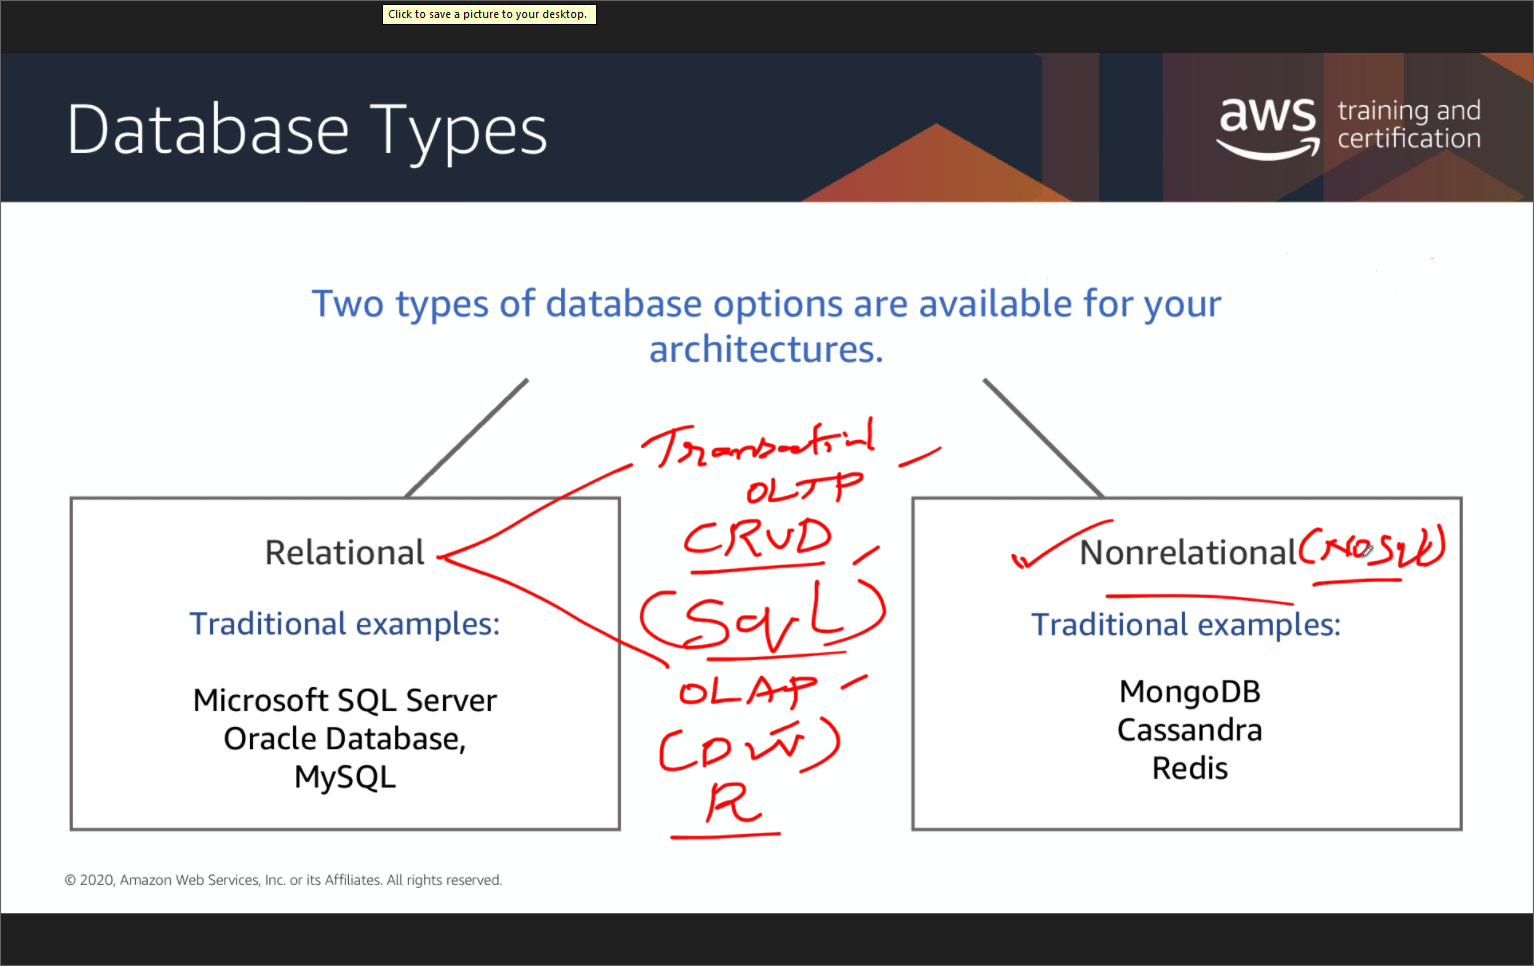 Click to save a picture to your desktop.
Database Types
aws training and
certification
Two types of database options are available for your
architectures.
Transactinl
OLTP
CRUD
(SqL)
OLAP
(DW)
R
Relational
Traditional examples:
Microsoft SQL Server
Oracle Database,
MySQL
Nonrelational (NoSql)
Traditional examples:
MongoDB
Cassandra
Redis
© 2020, Amazon Web Services, Inc. or its Affiliates. All rights reserved.